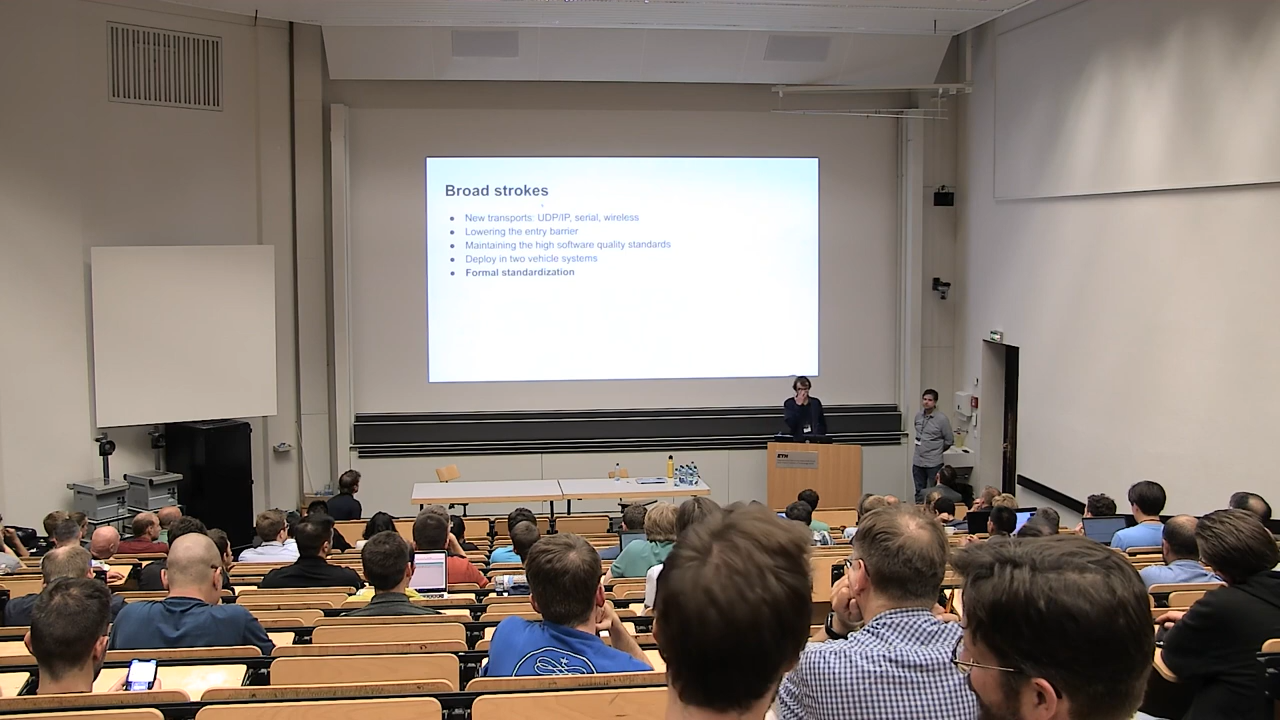 Broad strokes
● New transports: UDP/IP, serial, wireless
● Lowering the entry barrier
● Maintaining the high software quality standards
● Deploy in two vehicle systems
● Formal standardization
ETH